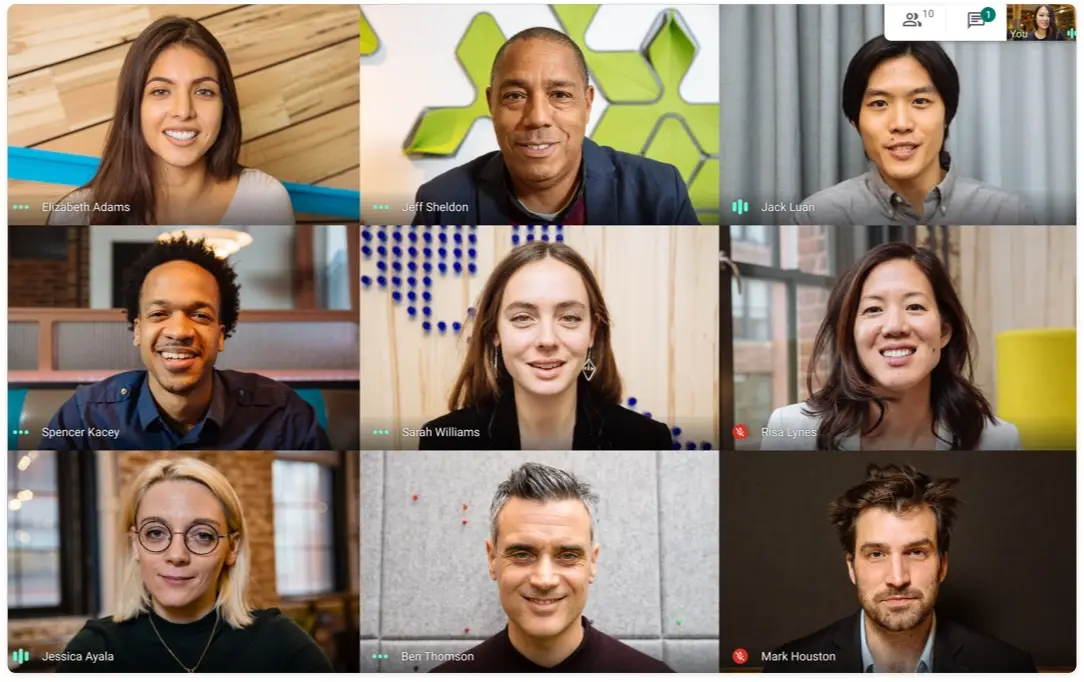 10
1
You
Elizabeth Adams
Jeff Sheldon
Jack Luan
Spencer Kacey
Sarah Williams
Risa Lynes
Jessica Ayala
Ben Thomson
Mark Houston